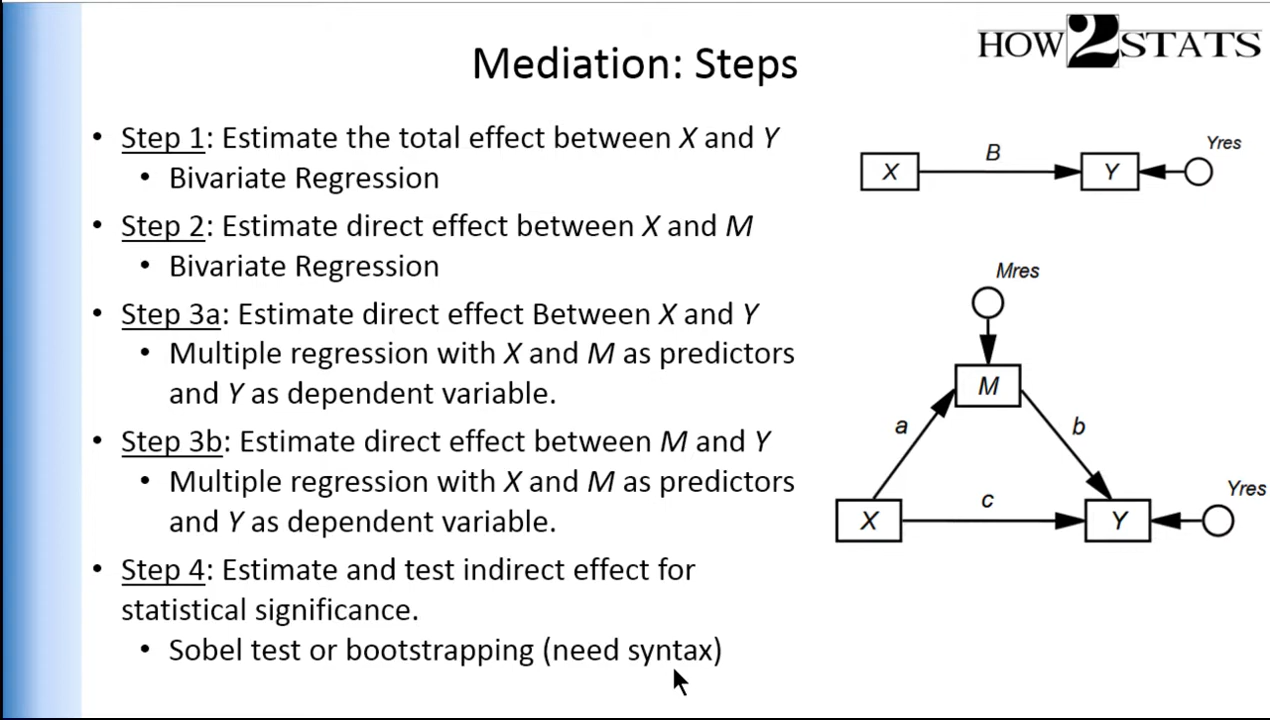 HOW2STATS
Mediation: Steps
• Step 1: Estimate the total effect between X and Y
• Bivariate Regression
• Step 2: Estimate direct effect between X and M
• Bivariate Regression
• Step 3a: Estimate direct effect Between X and Y
• Multiple regression with X and M as predictors
and Y as dependent variable.
• Step 3b: Estimate direct effect between M and Y
• Multiple regression with X and M as predictors
and Y as dependent variable.
• Step 4: Estimate and test indirect effect for
statistical significance.
• Sobel test or bootstrapping (need syntax)
Yres
B
X
Y
Mres
M
a
b
Yres
c
X
Y